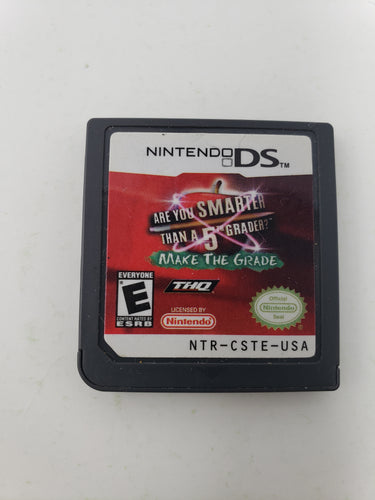 NINTENDO DS™
ARE YOU SMARTER
THAN A 5TH GRADER?™
MAKE THE GRADE
EVERYONE
E
CONTENT RATED BY
ESRB
THQ
LICENSED BY
Nintendo
Official
Nintendo
Seal
NTR-CSTE-USA